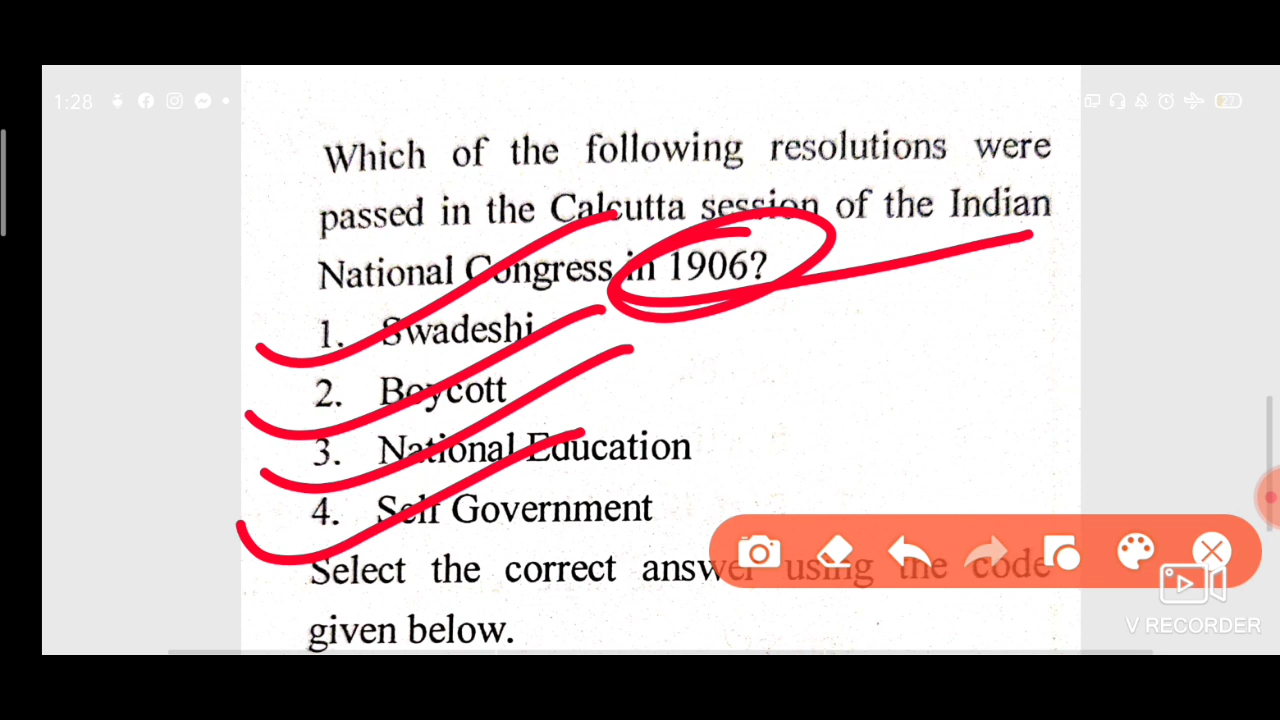 1:28
27
Which of the following resolutions were
passed in the Calcutta session of the Indian
National Congress in 1906?
1. Swadeshi
2. Boycott
3. National Education
4. Self Government
Select the correct answer using the code
given below.
V RECORDER